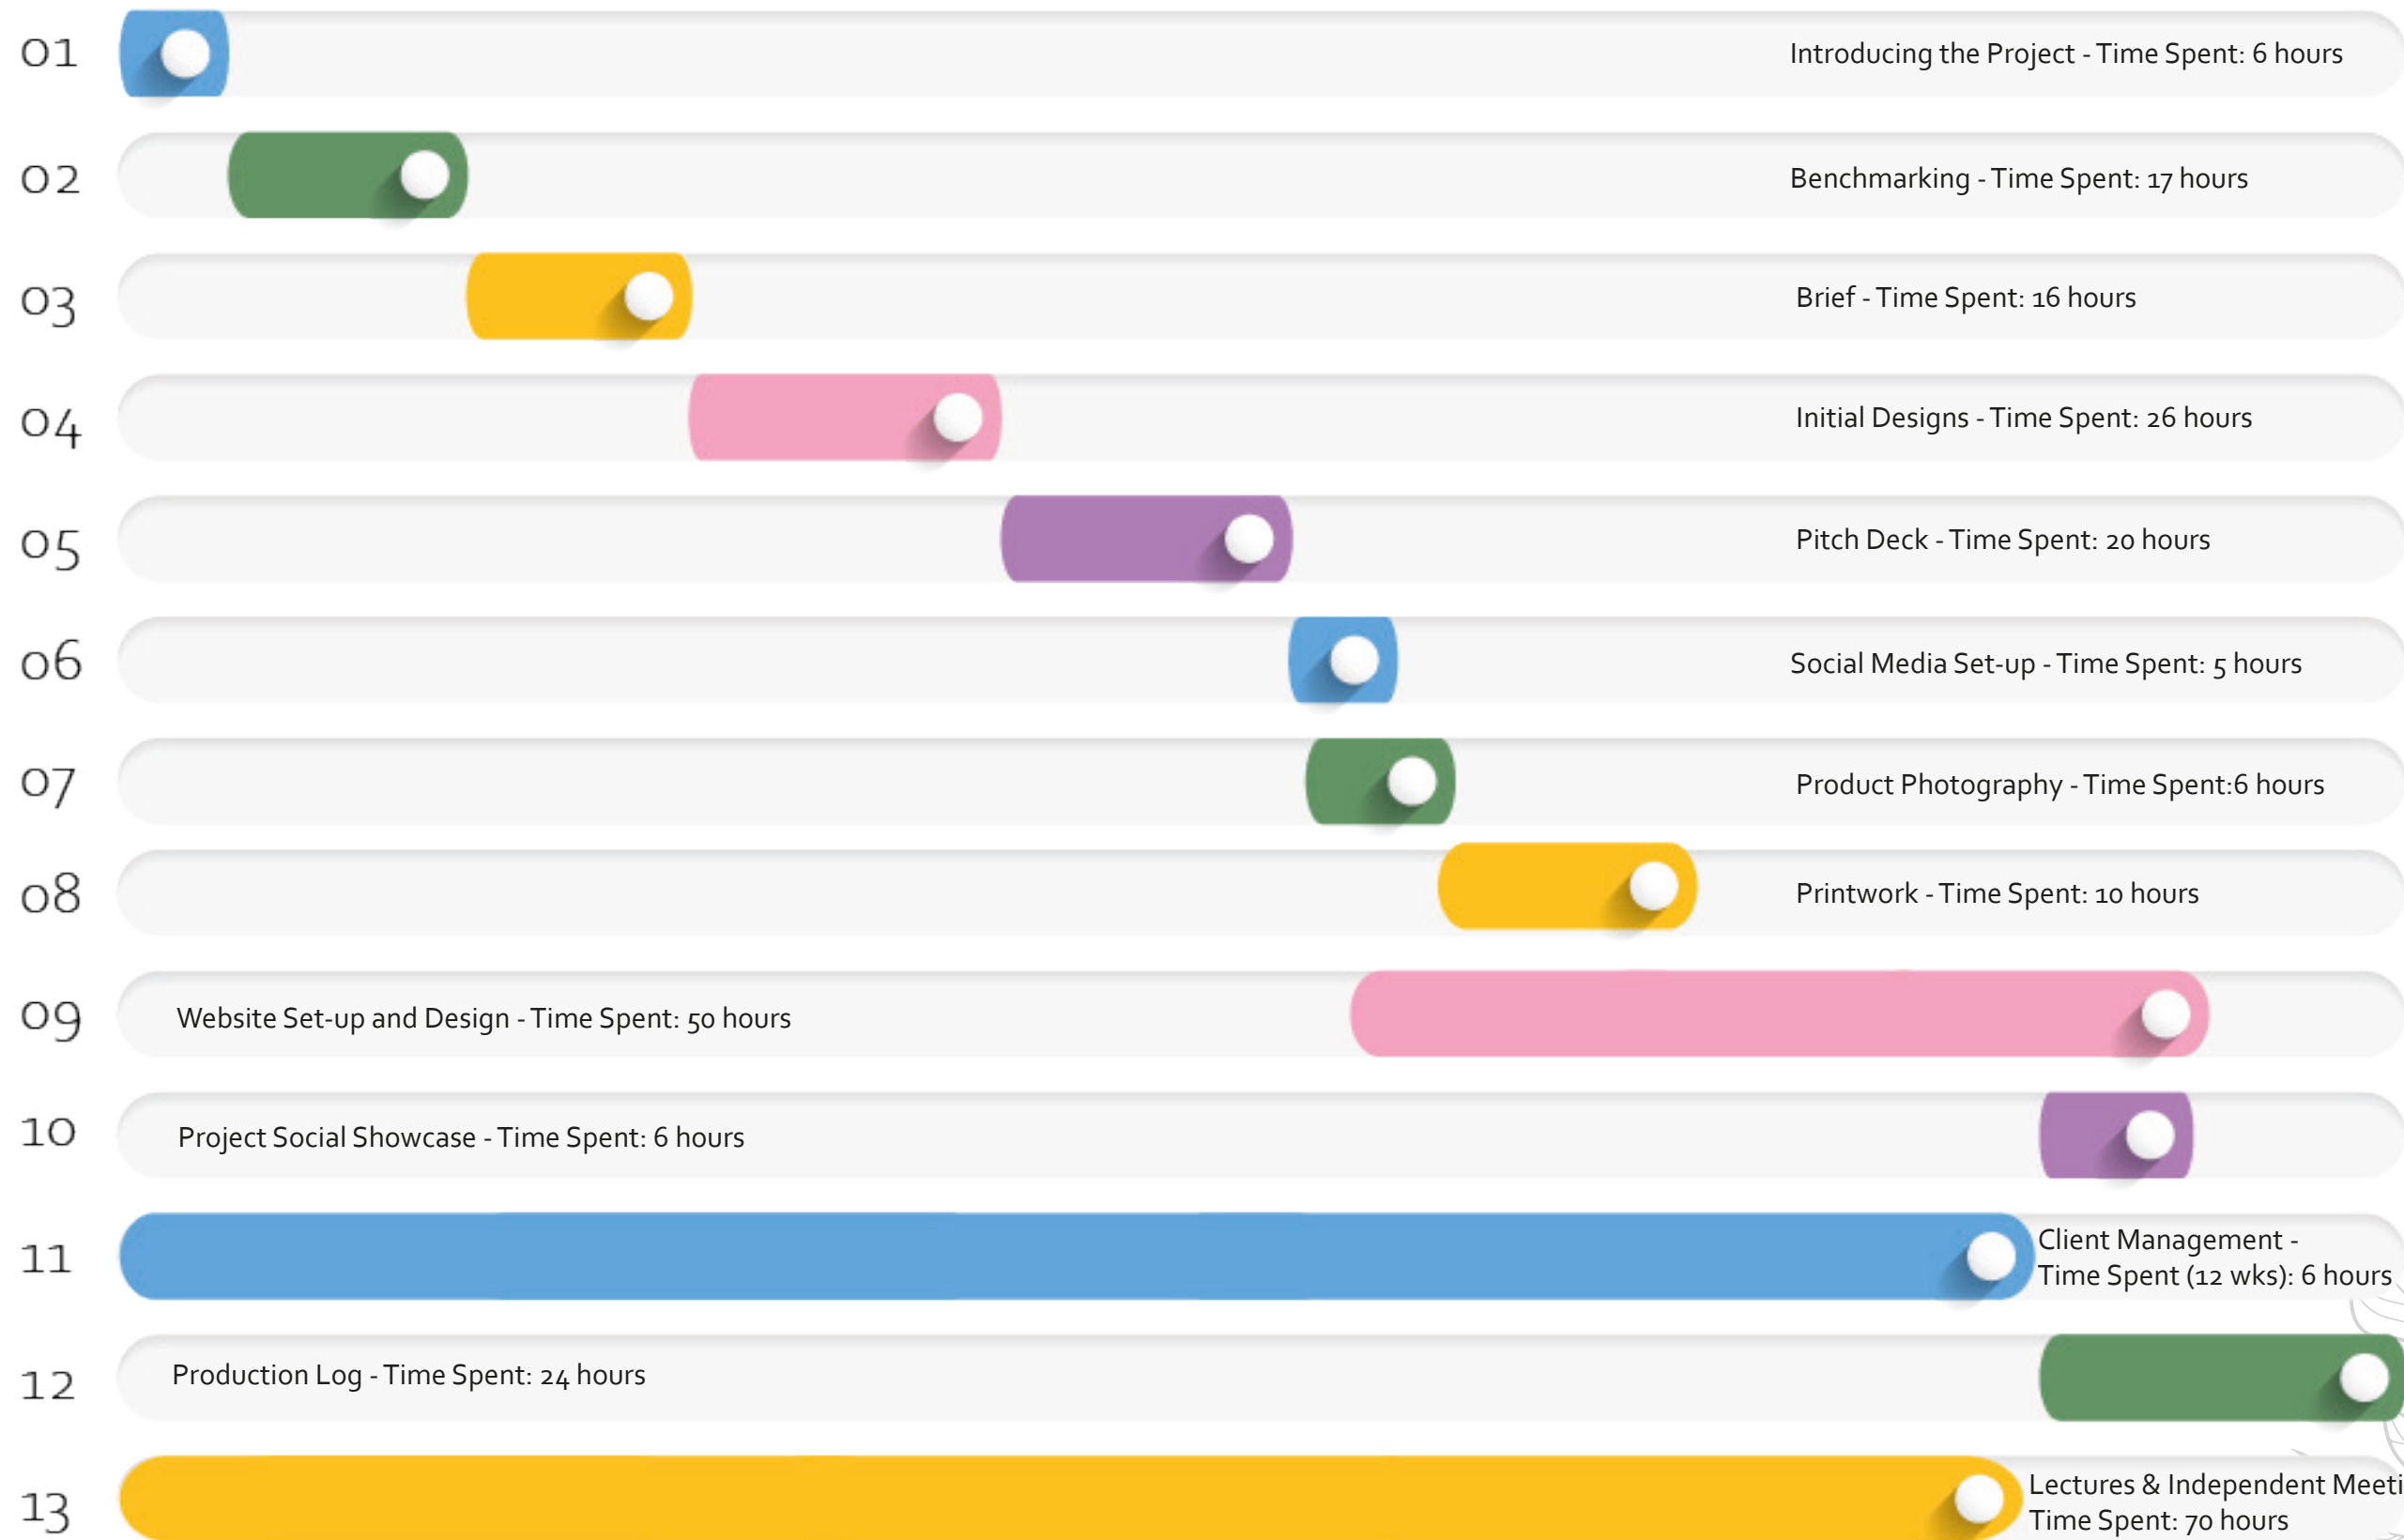 01
Introducing the Project - Time Spent: 6 hours
02
Benchmarking - Time Spent: 17 hours
03
Brief - Time Spent: 16 hours
04
Initial Designs - Time Spent: 26 hours
05
Pitch Deck - Time Spent: 20 hours
06
Social Media Set-up - Time Spent: 5 hours
07
Product Photography - Time Spent:6 hours
08
Printwork - Time Spent: 10 hours
09
Website Set-up and Design - Time Spent: 50 hours
10
Project Social Showcase - Time Spent: 6 hours
11
Client Management -
Time Spent (12 wks): 6 hours
12
Production Log - Time Spent: 24 hours
13
Lectures & Independent
Time Spent: 70 hours